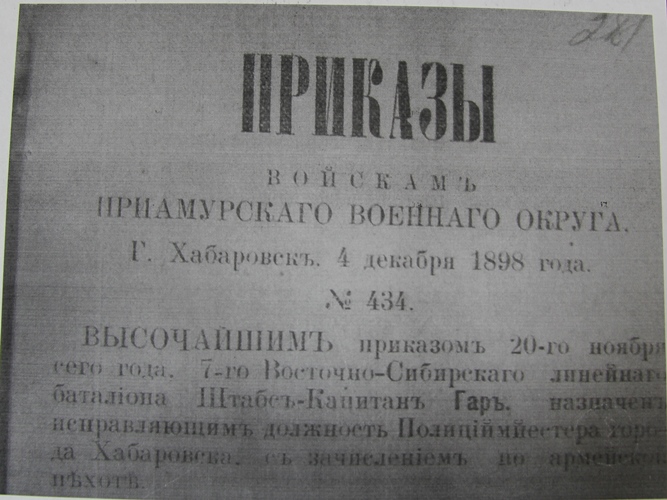 281
ПРИКАЗЫ
ВОЙСКАМЪ
ПРИАМУРСКАГО ВОЕННАГО ОКРУГА.
Г. Хабаровскъ. 4 декабря 1898 года.
№ 434.
ВЫСОЧАЙШИМЪ приказомъ 20-го ноября
сего года, 7-го Восточно-Сибирскаго линейнаго
баталіона Штабсъ-Капитанъ Гаръ, назначенъ
исправляющимъ должность Полиціймейстера горо-
да Хабаровска, съ зачисленіемъ по армейской
пѣхотѣ.